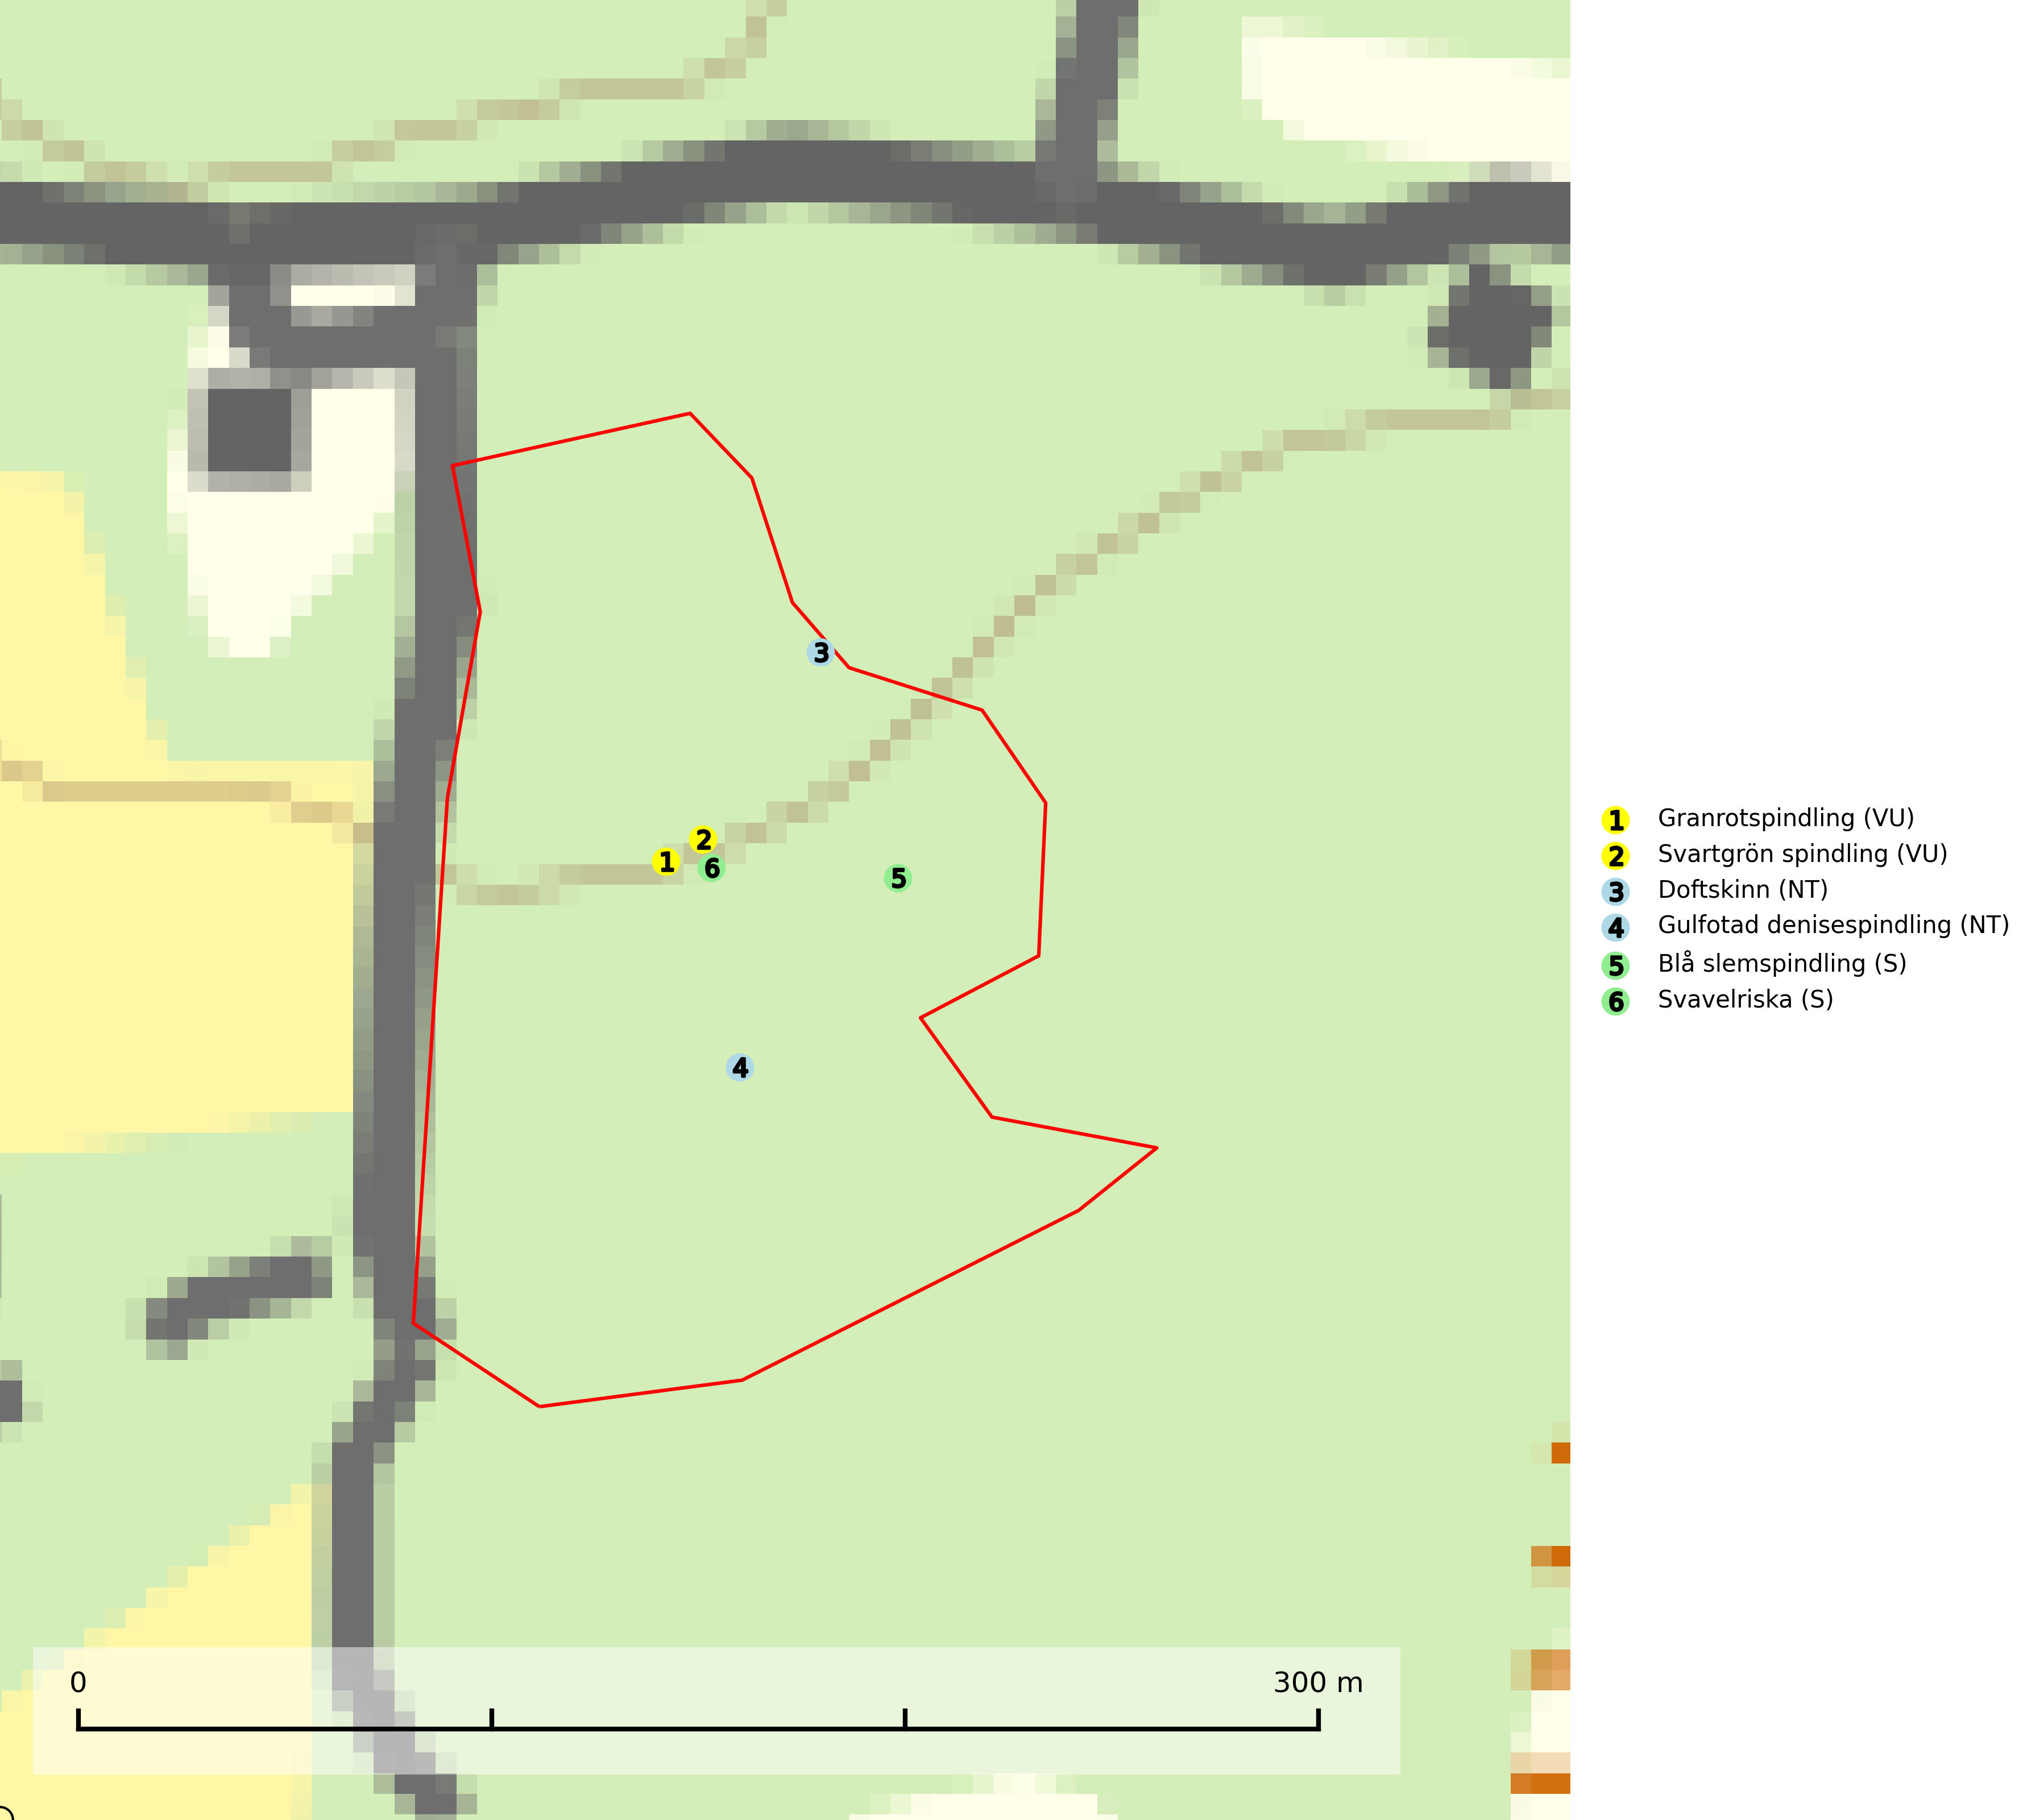 3
2
1
6
5
4
1 Granrotspindling (VU)
2 Svartgrön spindling (VU)
3 Doftskinn (NT)
4 Gulfotad denisespindling (NT)
5 Blå slemspindling (S)
6 Svavelriska (S)
0 300 m